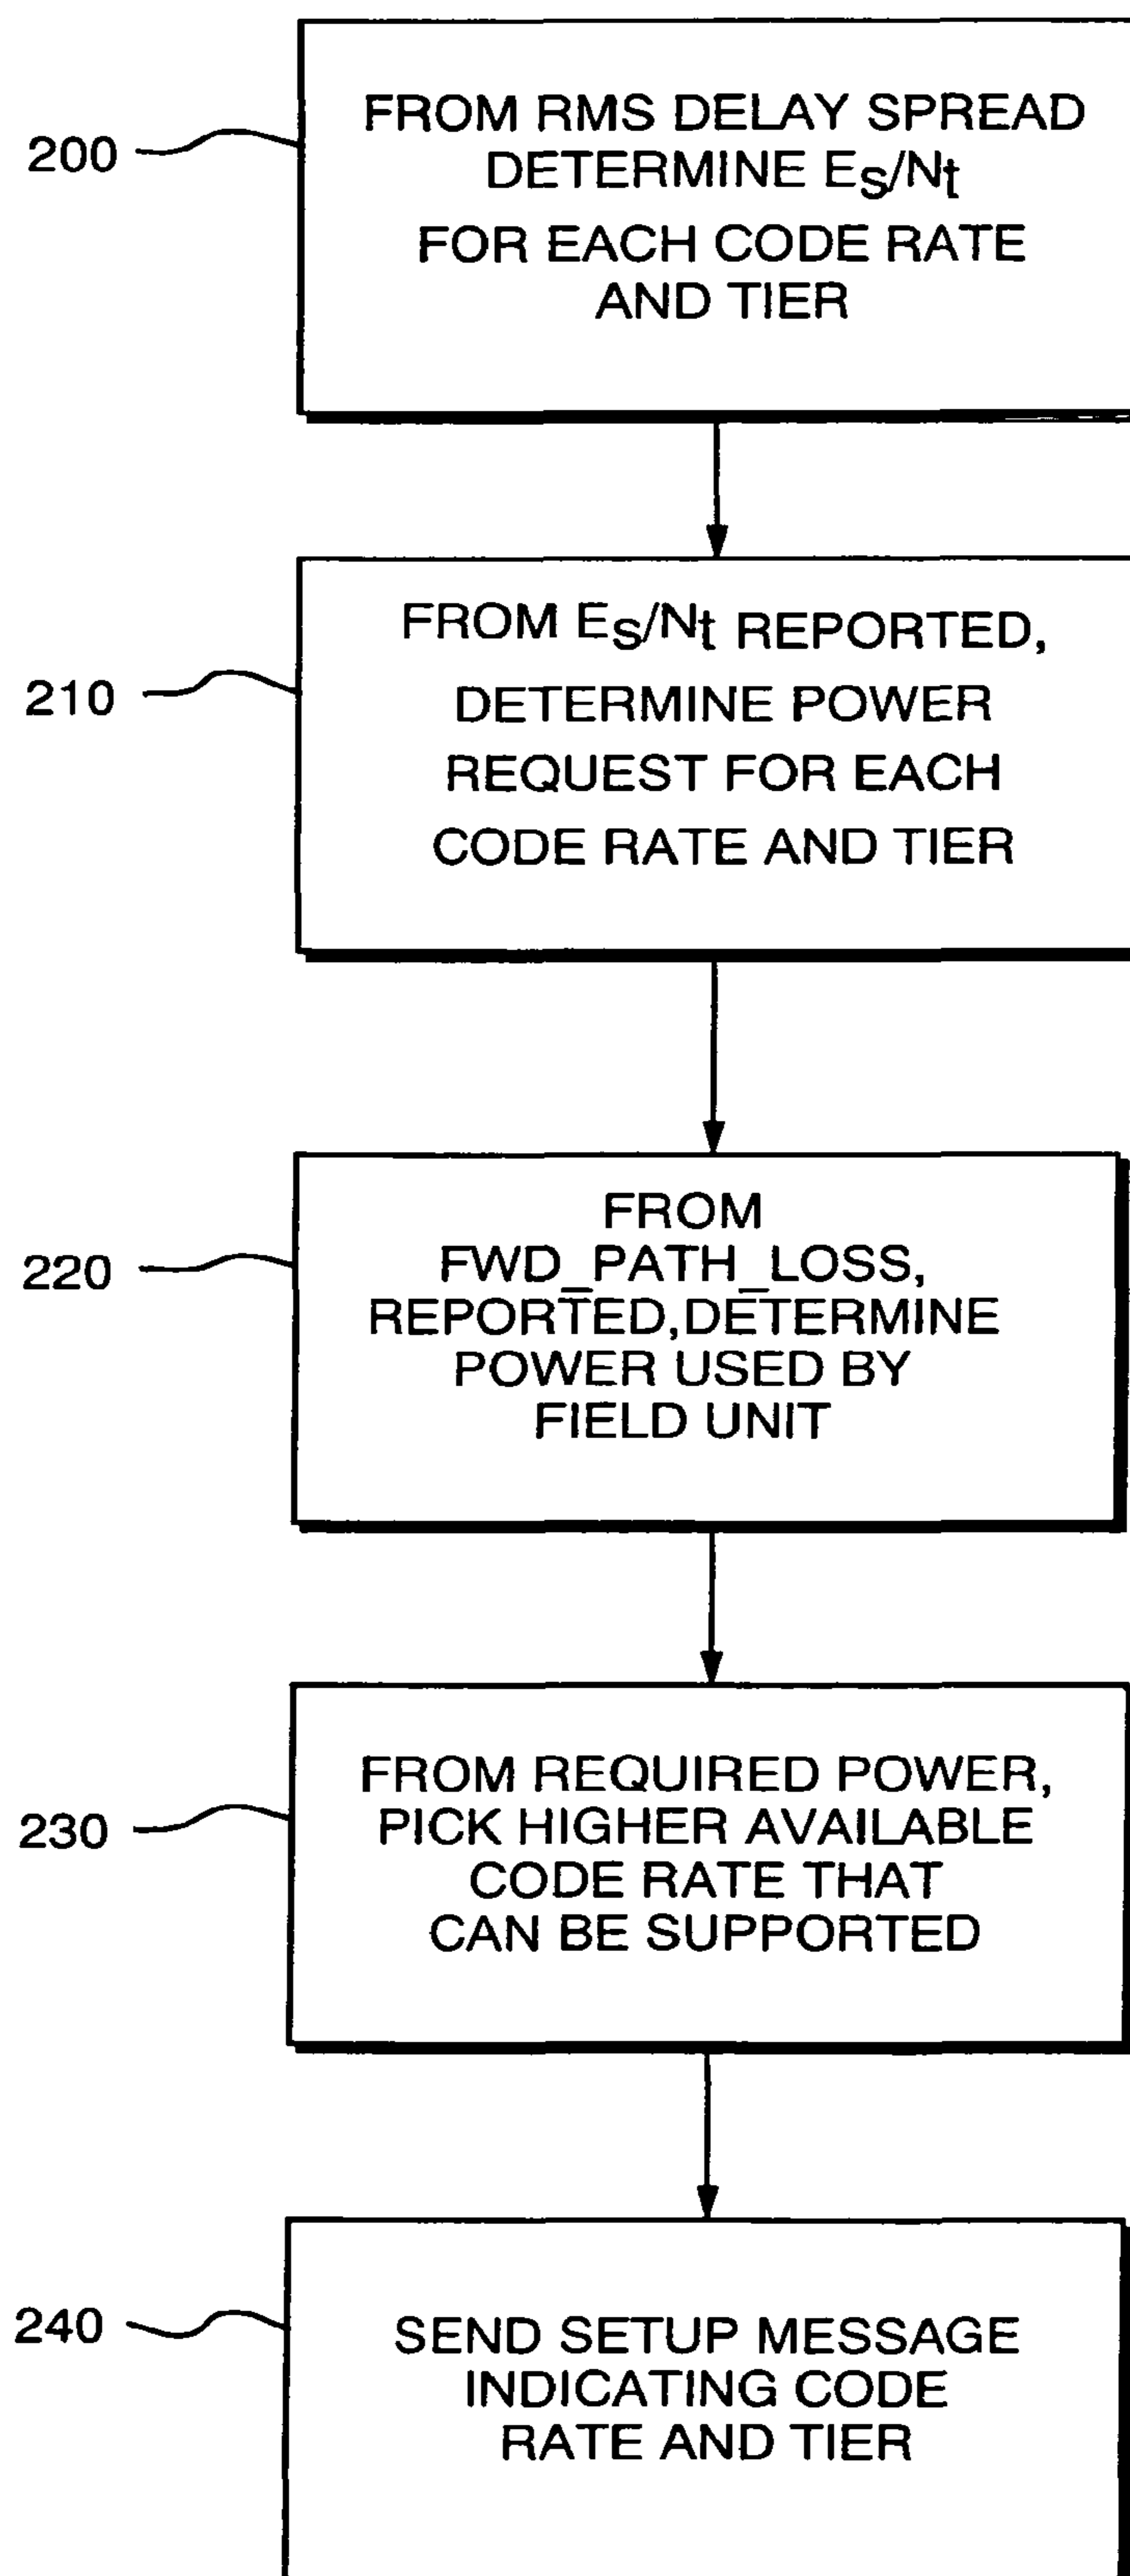 200
FROM RMS DELAY SPREAD
DETERMINE Es/Nt
FOR EACH CODE RATE
AND TIER
210
FROM Es/Nt REPORTED,
DETERMINE POWER
REQUEST FOR EACH
CODE RATE AND TIER
220
FROM
FWD_PATH_LOSS,
REPORTED,DETERMINE
POWER USED BY
FIELD UNIT
230
FROM REQUIRED POWER,
PICK HIGHER AVAILABLE
CODE RATE THAT
CAN BE SUPPORTED
240
SEND SETUP MESSAGE
INDICATING CODE
RATE AND TIER